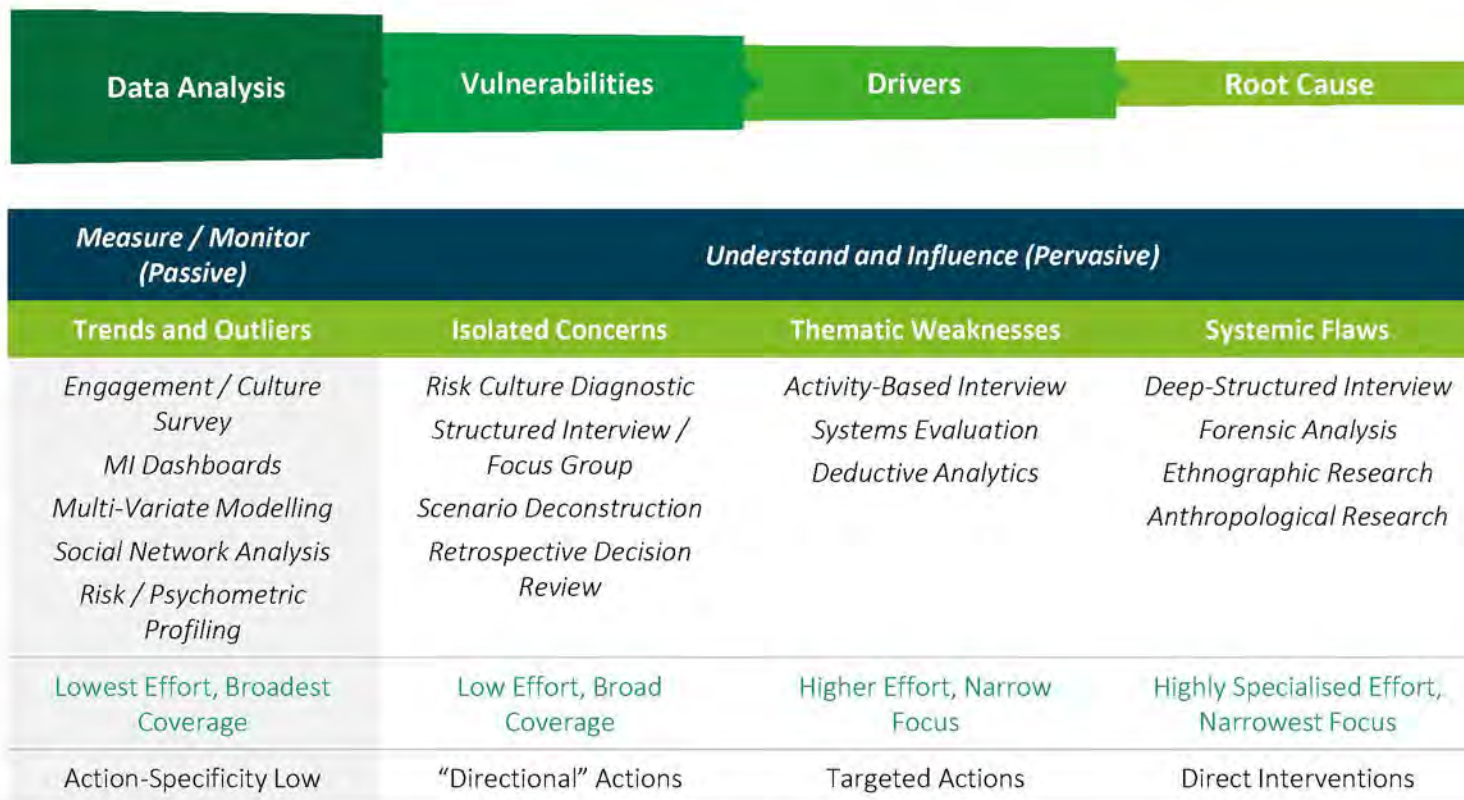 Data Analysis
Vulnerabilities
Drivers
Root Cause
Measure / Monitor
(Passive)
Understand and Influence (Pervasive)
Trends and Outliers
Isolated Concerns
Thematic Weaknesses
Systemic Flaws
Engagement / Culture
Survey
MI Dashboards
Multi-Variate Modelling
Social Network Analysis
Risk / Psychometric
Profiling
Risk Culture Diagnostic
Structured Interview /
Focus Group
Scenario Deconstruction
Retrospective Decision
Review
Activity-Based Interview
Systems Evaluation
Deductive Analytics
Deep-Structured Interview
Forensic Analysis
Ethnographic Research
Anthropological Research
Lowest Effort, Broadest
Coverage
Low Effort, Broad
Coverage
Higher Effort, Narrow
Focus
Highly Specialised Effort,
Narrowest Focus
Action-Specificity Low
“Directional” Actions
Targeted Actions
Direct Interventions